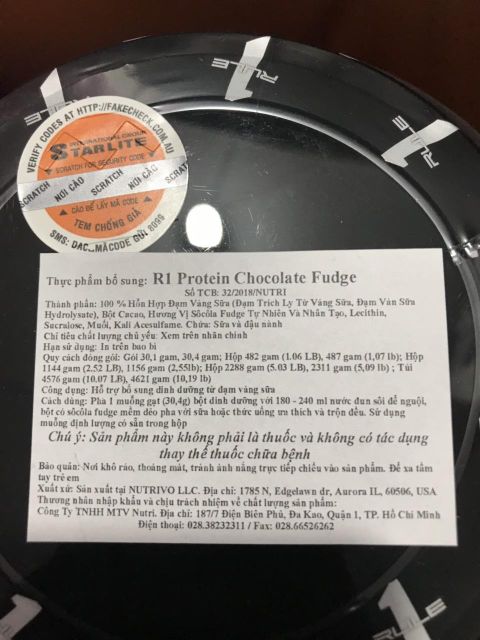 VERIFY CODES AT HTTP://FAKECHECK.COM.AU
INTERNATIONAL GROUP
STARLITE
SCRATCH FOR SECURITY CODE
SCRATCH NƠI CÀO SCRATCH NƠI CÀO SCRATCH
CÀO ĐỂ LẤY MÃ CODE
TEM CHỐNG GIẢ
SMS: DAC MÃCODE GỬI 8099
1 RULE
1 RULE
1 RULE
Thực phẩm bổ sung: R1 Protein Chocolate Fudge
Số TCB: 32/2018/NUTRI
Thành phần: 100 % Hỗn Hợp Đạm Váng Sữa (Đạm Trích Ly Từ Váng Sữa, Đạm Ván Sữa
Hydrolysate), Bột Cacao, Hương Vị Sôcôla Fudge Tự Nhiên Và Nhân Tạo, Lecithin,
Sucralose, Muối, Kali Acesulfame. Chứa: Sữa và đậu nành
Chỉ tiêu chất lượng chủ yếu: Xem trên nhãn chính
Hạn sử dụng: In trên bao bì
Quy cách đóng gói: Gói 30,1 gam, 30,4 gam; Hộp 482 gam (1.06 LB), 487 gam (1,07 lb); Hộp
1144 gam (2.52 LB), 1156 gam (2,55lb); Hộp 2288 gam (5.03 LB), 2311 gam (5,09 lb) ; Túi
4576 gam (10.07 LB), 4621 gam (10,19 lb)
Công dụng: Hỗ trợ bổ sung dinh dưỡng từ đạm váng sữa
Cách dùng: Pha 1 muỗng gạt (30,4g) bột dinh dưỡng với 180 - 240 ml nước đun sôi để nguội,
bột có sôcôla fudge mềm dẻo pha với sữa hoặc thức uống ưa thích và trộn đều. Sử dụng
muỗng định lượng có sẵn trong hộp
Chú ý: Sản phẩm này không phải là thuốc và không có tác dụng
thay thế thuốc chữa bệnh
Bảo quản: Nơi khô ráo, thoáng mát, tránh ánh nắng trực tiếp chiếu vào sản phẩm. Để xa tầm
tay trẻ em
Xuất xứ: Sản xuất tại NUTRIVO LLC. Địa chỉ: 1785 N, Edgelawn dr, Aurora IL, 60506, USA
Thương nhân nhập khẩu và chịu trách nhiệm về chất lượng sản phẩm:
Công Ty TNHH MTV Nutri. Địa chỉ: 187/7 Điện Biên Phủ, Đa Kao, Quận 1, TP. Hồ Chí Minh
Điện thoại: 028.38232311 / Fax: 028.66526262
1 RULE